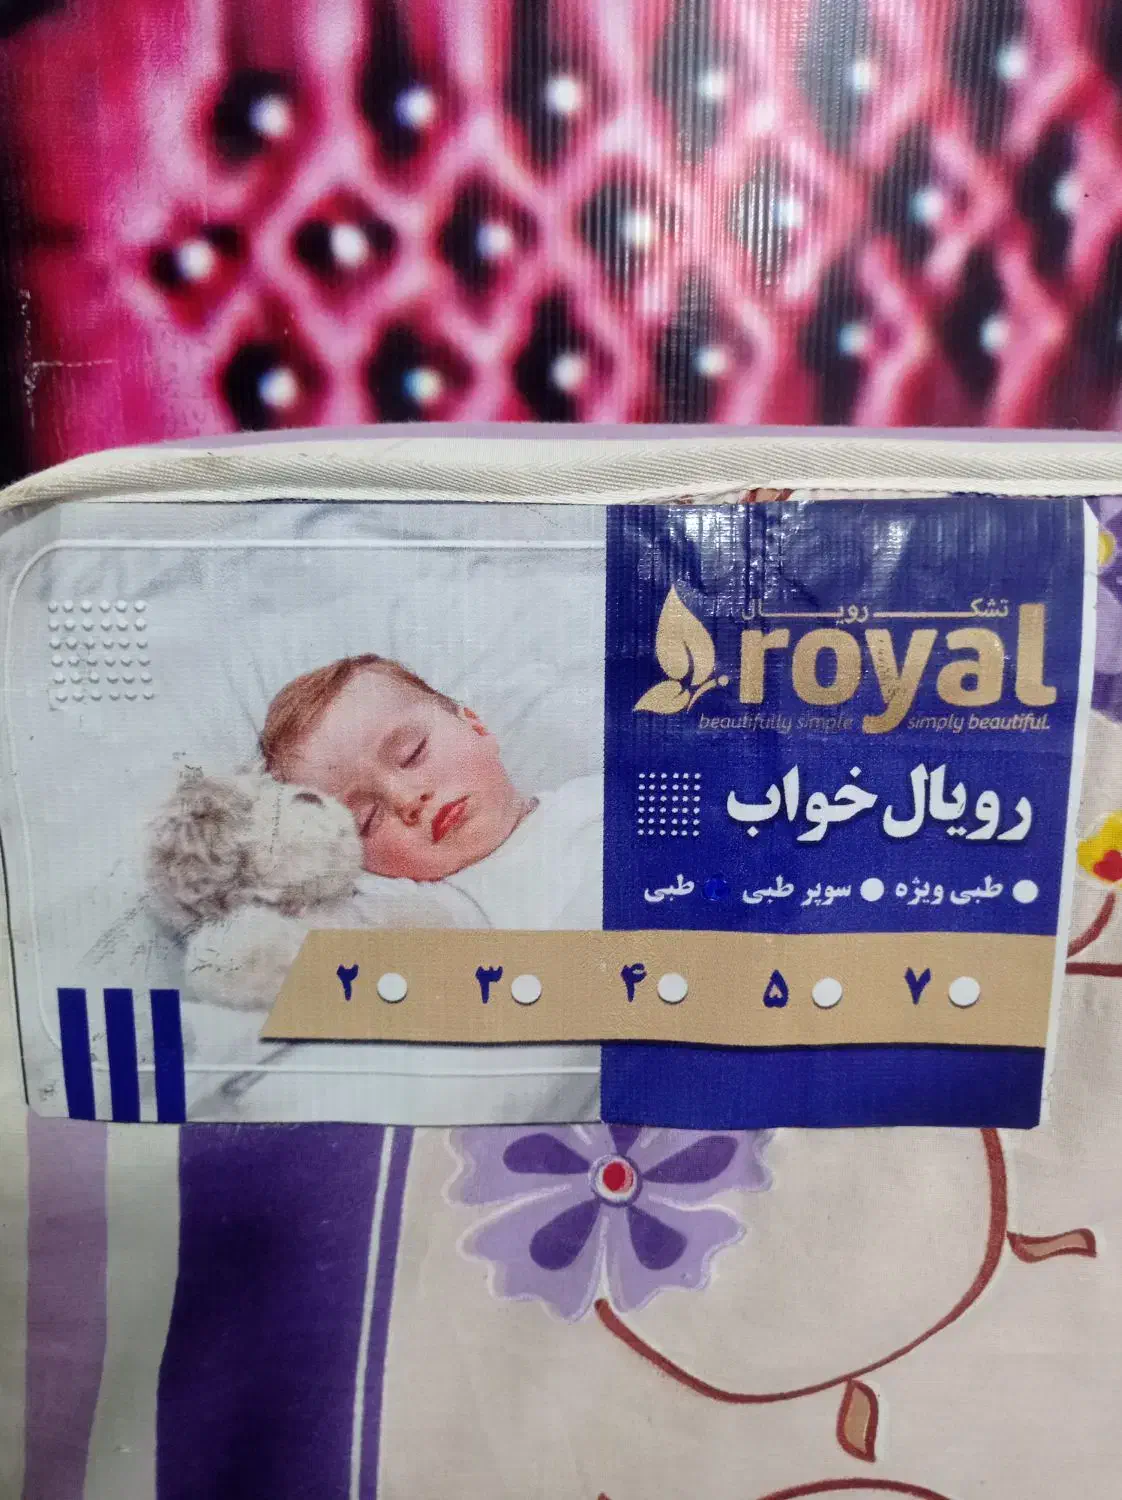 تشک رویال
royal
beautifully simple simply beautiful.
رویال خواب
طبی ویژه سوپر طبی طبی
۲ ۳ ۴ ۵ ۷